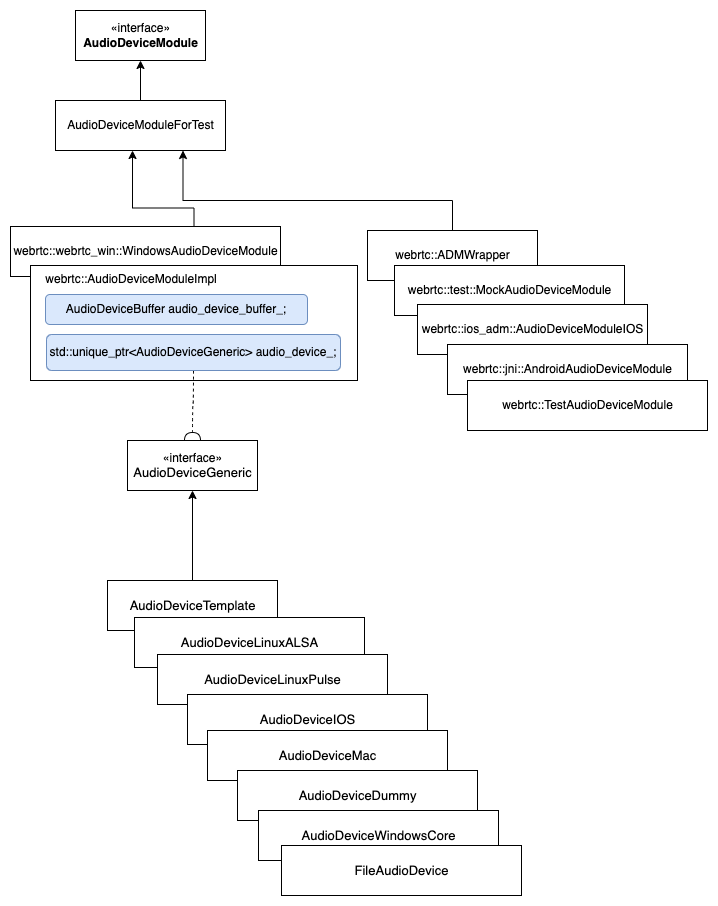 «interface»
AudioDeviceModule
AudioDeviceModuleForTest
webrtc::webrtc_win::WindowsAudioDeviceModule
webrtc::AudioDeviceModuleImpl
AudioDeviceBuffer audio_device_buffer_;
std::unique_ptr<AudioDeviceGeneric> audio_device_;
webrtc::ADMWrapper
webrtc::test::MockAudioDeviceModule
webrtc::ios_adm::AudioDeviceModuleIOS
webrtc::jni::AndroidAudioDeviceModule
webrtc::TestAudioDeviceModule
«interface»
AudioDeviceGeneric
AudioDeviceTemplate
AudioDeviceLinuxALSA
AudioDeviceLinuxPulse
AudioDeviceIOS
AudioDeviceMac
AudioDeviceDummy
AudioDeviceWindowsCore
FileAudioDevice